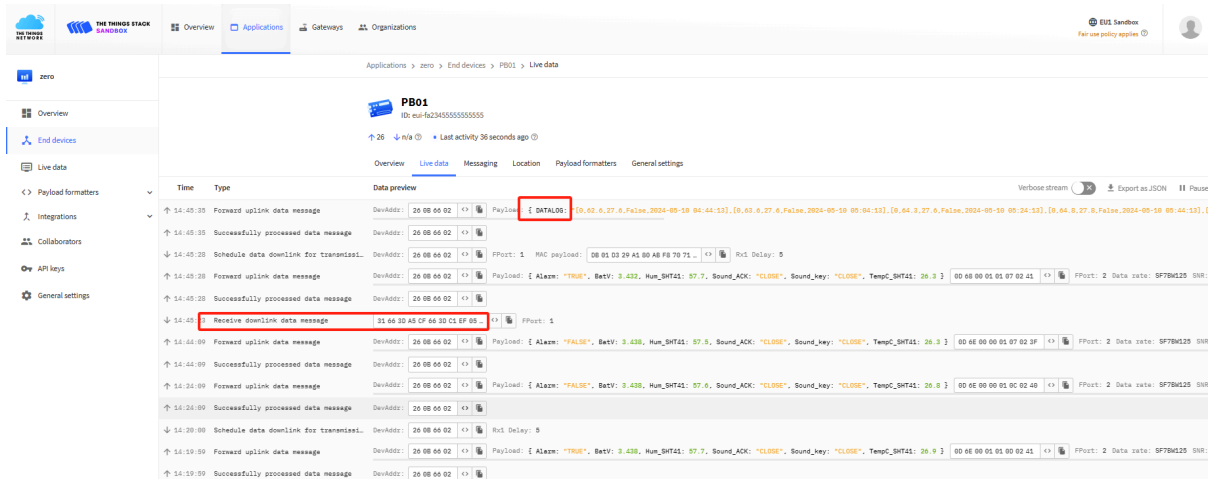 THE THINGS NETWORK
THE THINGS STACK
SANDBOX
Overview
Applications
Gateways
Organizations
EU1 Sandbox
Fair use policy applies
zero
Overview
End devices
Live data
Payload formatters
Integrations
Collaborators
API keys
General settings
Applications > zero > End devices > PB01 > Live data
PB01
ID: eui-fa23455555555555
↑ 26 ↓ n/a • Last activity 36 seconds ago
Overview Live data Messaging Location Payload formatters General settings
Time Type Data preview Verbose stream Export as JSON Pause
↑ 14:45:35 Forward uplink data message DevAddr: 26 0B 66 02 Payload: { DATALOG: "[0,62.6,27.6,False,2024-05-10 04:44:13],[0,63.6,27.6,False,2024-05-10 05:04:13],[0,64.3,27.6,False,2024-05-10 05:24:13],[0,64.8,27.8,False,2024-05-10 05:44:13],[
↑ 14:45:35 Successfully processed data message DevAddr: 26 0B 66 02
↓ 14:45:28 Schedule data downlink for transmissi… DevAddr: 26 0B 66 02 FPort: 1 MAC payload: DB 01 D3 29 A1 80 AB F8 70 71 … Rx1 Delay: 5
↑ 14:45:28 Forward uplink data message DevAddr: 26 0B 66 02 Payload: { Alarm: "TRUE", BatV: 3.432, Hum_SHT41: 57.7, Sound_ACK: "CLOSE", Sound_key: "CLOSE", TempC_SHT41: 26.3 } 0D 68 00 01 01 07 02 41 FPort: 2 Data rate: SF7BW125 SNR:
↑ 14:45:28 Successfully processed data message DevAddr: 26 0B 66 02
↓ 14:45:23 Receive downlink data message 31 66 3D A5 CF 66 3D C1 EF 05 … FPort: 1
↑ 14:44:09 Forward uplink data message DevAddr: 26 0B 66 02 Payload: { Alarm: "FALSE", BatV: 3.438, Hum_SHT41: 57.5, Sound_ACK: "CLOSE", Sound_key: "CLOSE", TempC_SHT41: 26.3 } 0D 6E 00 00 01 07 02 3F FPort: 2 Data rate: SF7BW125 SNR
↑ 14:44:09 Successfully processed data message DevAddr: 26 0B 66 02
↑ 14:24:09 Forward uplink data message DevAddr: 26 0B 66 02 Payload: { Alarm: "FALSE", BatV: 3.438, Hum_SHT41: 57.6, Sound_ACK: "CLOSE", Sound_key: "CLOSE", TempC_SHT41: 26.8 } 0D 6E 00 00 01 0C 02 40 FPort: 2 Data rate: SF7BW125 SNR
↑ 14:24:09 Successfully processed data message DevAddr: 26 0B 66 02
↓ 14:20:00 Schedule data downlink for transmissi… DevAddr: 26 0B 66 02 Rx1 Delay: 5
↑ 14:19:59 Forward uplink data message DevAddr: 26 0B 66 02 Payload: { Alarm: "TRUE", BatV: 3.438, Hum_SHT41: 57.7, Sound_ACK: "CLOSE", Sound_key: "CLOSE", TempC_SHT41: 26.9 } 0D 6E 00 01 01 0D 02 41 FPort: 2 Data rate: SF7BW125 SNR:
↑ 14:19:59 Successfully processed data message DevAddr: 26 0B 66 02